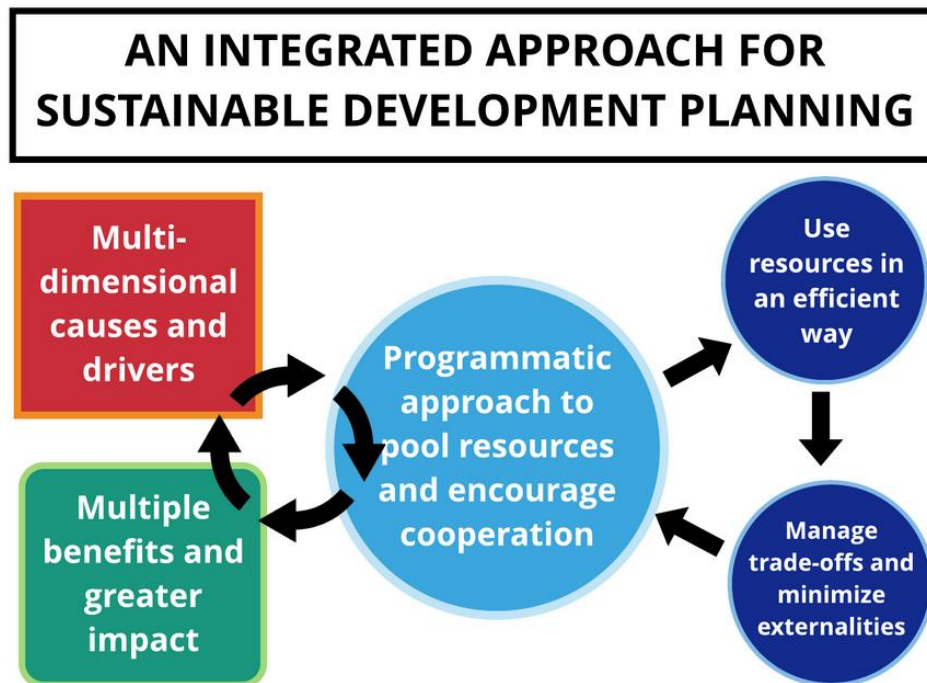 AN INTEGRATED APPROACH FOR
SUSTAINABLE DEVELOPMENT PLANNING
Multi-
dimensional
causes and
drivers
Multiple
benefits and
greater
impact
Programmatic
approach to
pool resources
and encourage
cooperation
Use
resources in
an efficient
way
Manage
trade-offs and
minimize
externalities